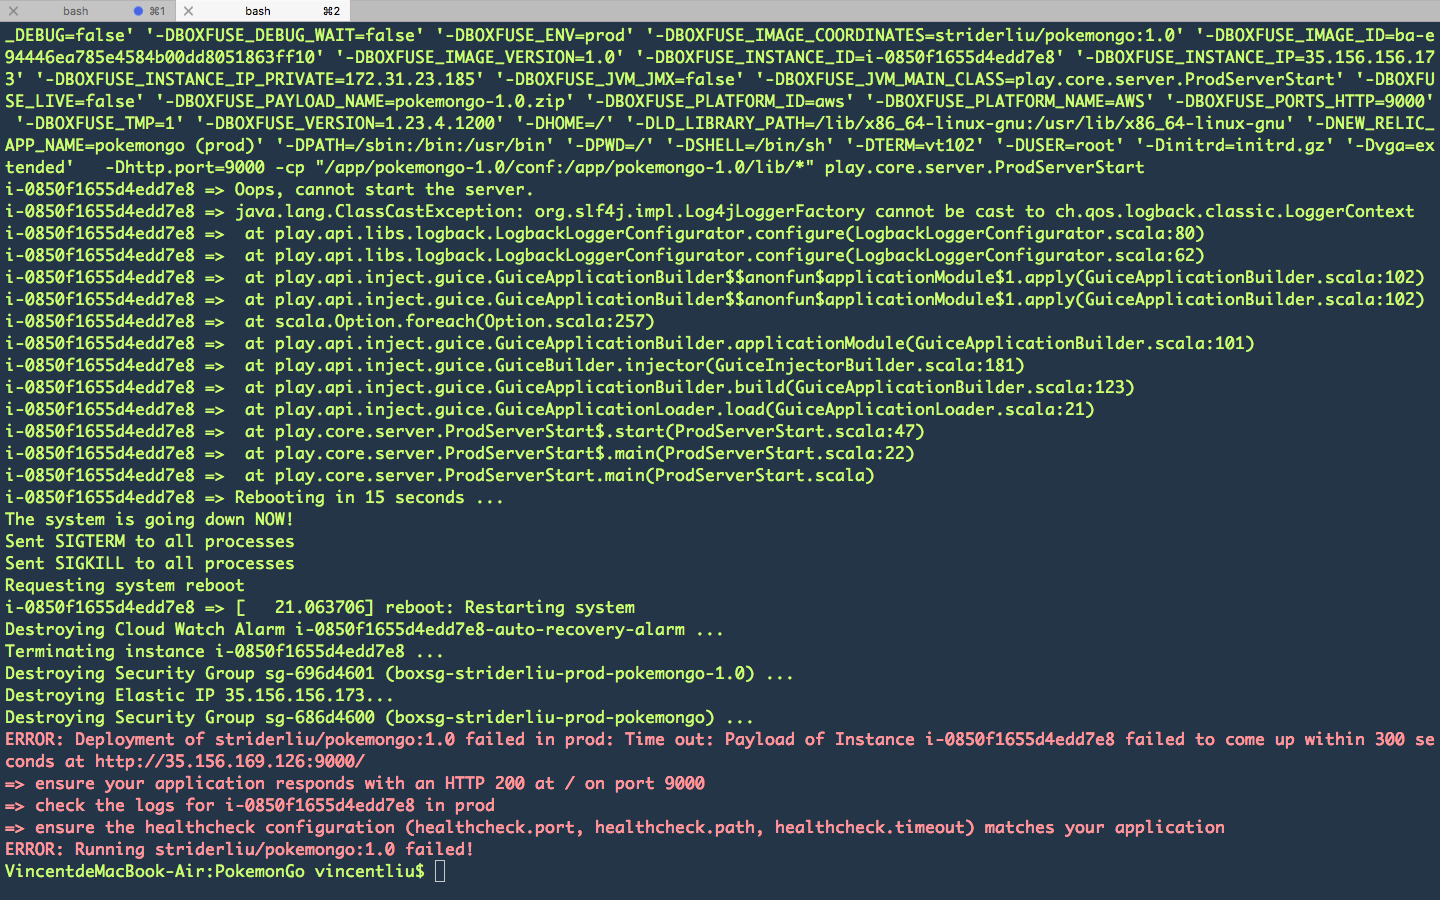 bash ⌘1 bash ⌘2
_DEBUG=false' '-DBOXFUSE_DEBUG_WAIT=false' '-DBOXFUSE_ENV=prod' '-DBOXFUSE_IMAGE_COORDINATES=striderliu/pokemongo:1.0' '-DBOXFUSE_IMAGE_ID=ba-e
94446ea785e4584b00dd8051863ff10' '-DBOXFUSE_IMAGE_VERSION=1.0' '-DBOXFUSE_INSTANCE_ID=i-0850f1655d4edd7e8' '-DBOXFUSE_INSTANCE_IP=35.156.156.17
3' '-DBOXFUSE_INSTANCE_IP_PRIVATE=172.31.23.185' '-DBOXFUSE_JVM_JMX=false' '-DBOXFUSE_JVM_MAIN_CLASS=play.core.server.ProdServerStart' '-DBOXFU
SE_LIVE=false' '-DBOXFUSE_PAYLOAD_NAME=pokemongo-1.0.zip' '-DBOXFUSE_PLATFORM_ID=aws' '-DBOXFUSE_PLATFORM_NAME=AWS' '-DBOXFUSE_PORTS_HTTP=9000'
 '-DBOXFUSE_TMP=1' '-DBOXFUSE_VERSION=1.23.4.1200' '-DHOME=/' '-DLD_LIBRARY_PATH=/lib/x86_64-linux-gnu:/usr/lib/x86_64-linux-gnu' '-DNEW_RELIC_
APP_NAME=pokemongo (prod)' '-DPATH=/sbin:/bin:/usr/bin' '-DPWD=/' '-DSHELL=/bin/sh' '-DTERM=vt102' '-DUSER=root' '-Dinitrd=initrd.gz' '-Dvga=ex
tended'   -Dhttp.port=9000 -cp "/app/pokemongo-1.0/conf:/app/pokemongo-1.0/lib/*" play.core.server.ProdServerStart
i-0850f1655d4edd7e8 => Oops, cannot start the server.
i-0850f1655d4edd7e8 => java.lang.ClassCastException: org.slf4j.impl.Log4jLoggerFactory cannot be cast to ch.qos.logback.classic.LoggerContext
i-0850f1655d4edd7e8 =>  at play.api.libs.logback.LogbackLoggerConfigurator.configure(LogbackLoggerConfigurator.scala:80)
i-0850f1655d4edd7e8 =>  at play.api.libs.logback.LogbackLoggerConfigurator.configure(LogbackLoggerConfigurator.scala:62)
i-0850f1655d4edd7e8 =>  at play.api.inject.guice.GuiceApplicationBuilder$$anonfun$applicationModule$1.apply(GuiceApplicationBuilder.scala:102)
i-0850f1655d4edd7e8 =>  at play.api.inject.guice.GuiceApplicationBuilder$$anonfun$applicationModule$1.apply(GuiceApplicationBuilder.scala:102)
i-0850f1655d4edd7e8 =>  at scala.Option.foreach(Option.scala:257)
i-0850f1655d4edd7e8 =>  at play.api.inject.guice.GuiceApplicationBuilder.applicationModule(GuiceApplicationBuilder.scala:101)
i-0850f1655d4edd7e8 =>  at play.api.inject.guice.GuiceBuilder.injector(GuiceInjectorBuilder.scala:181)
i-0850f1655d4edd7e8 =>  at play.api.inject.guice.GuiceApplicationBuilder.build(GuiceApplicationBuilder.scala:123)
i-0850f1655d4edd7e8 =>  at play.api.inject.guice.GuiceApplicationLoader.load(GuiceApplicationLoader.scala:21)
i-0850f1655d4edd7e8 =>  at play.core.server.ProdServerStart$.start(ProdServerStart.scala:47)
i-0850f1655d4edd7e8 =>  at play.core.server.ProdServerStart$.main(ProdServerStart.scala:22)
i-0850f1655d4edd7e8 =>  at play.core.server.ProdServerStart.main(ProdServerStart.scala)
i-0850f1655d4edd7e8 => Rebooting in 15 seconds ...
The system is going down NOW!
Sent SIGTERM to all processes
Sent SIGKILL to all processes
Requesting system reboot
i-0850f1655d4edd7e8 => [   21.063706] reboot: Restarting system
Destroying Cloud Watch Alarm i-0850f1655d4edd7e8-auto-recovery-alarm ...
Terminating instance i-0850f1655d4edd7e8 ...
Destroying Security Group sg-696d4601 (boxsg-striderliu-prod-pokemongo-1.0) ...
Destroying Elastic IP 35.156.156.173...
Destroying Security Group sg-686d4600 (boxsg-striderliu-prod-pokemongo) ...
ERROR: Deployment of striderliu/pokemongo:1.0 failed in prod: Time out: Payload of Instance i-0850f1655d4edd7e8 failed to come up within 300 se
conds at http://35.156.169.126:9000/
=> ensure your application responds with an HTTP 200 at / on port 9000
=> check the logs for i-0850f1655d4edd7e8 in prod
=> ensure the healthcheck configuration (healthcheck.port, healthcheck.path, healthcheck.timeout) matches your application
ERROR: Running striderliu/pokemongo:1.0 failed!
VincentdeMacBook-Air:PokemonGo vincentliu$